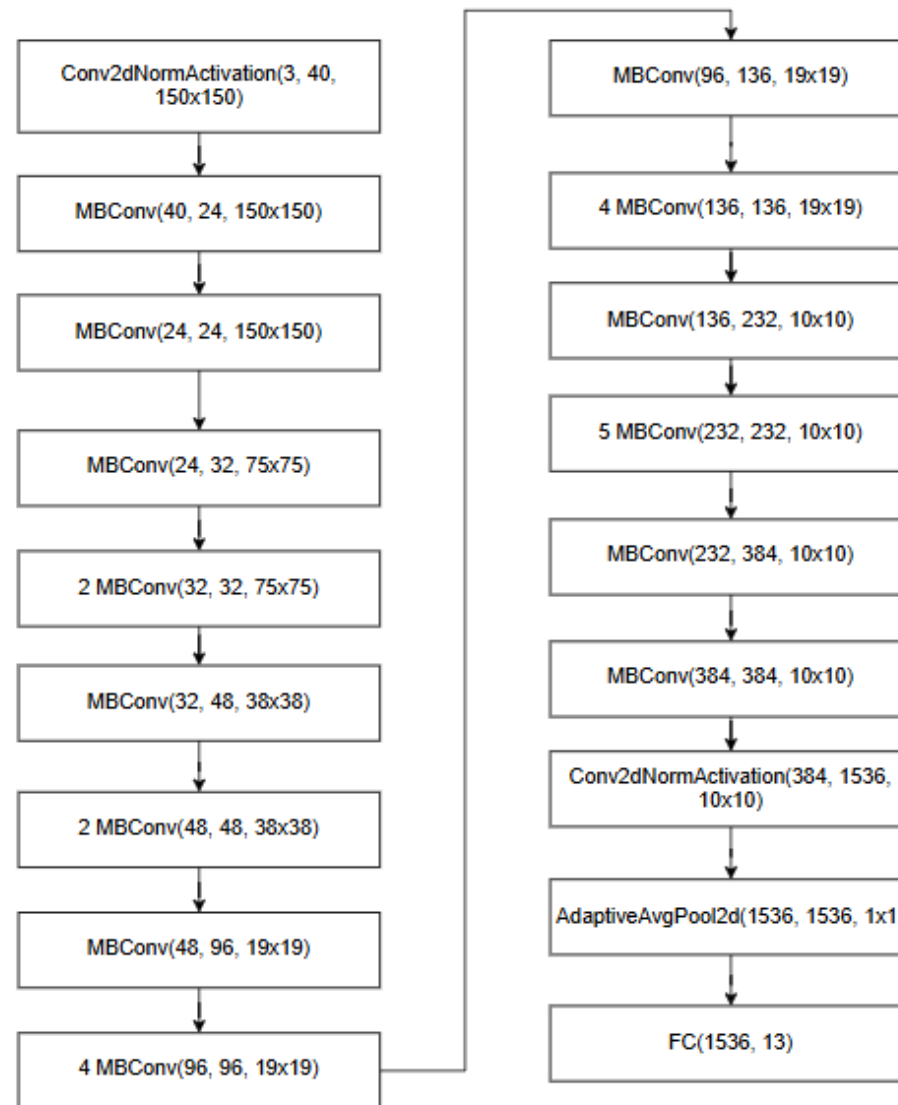 Conv2dNormActivation(3, 40,
150x150)
MBConv(40, 24, 150x150)
MBConv(24, 24, 150x150)
MBConv(24, 32, 75x75)
2 MBConv(32, 32, 75x75)
MBConv(32, 48, 38x38)
2 MBConv(48, 48, 38x38)
MBConv(48, 96, 19x19)
4 MBConv(96, 96, 19x19)
MBConv(96, 136, 19x19)
4 MBConv(136, 136, 19x19)
MBConv(136, 232, 10x10)
5 MBConv(232, 232, 10x10)
MBConv(232, 384, 10x10)
MBConv(384, 384, 10x10)
Conv2dNormActivation(384, 1536,
10x10)
AdaptiveAvgPool2d(1536, 1536, 1x1
FC(1536, 13)